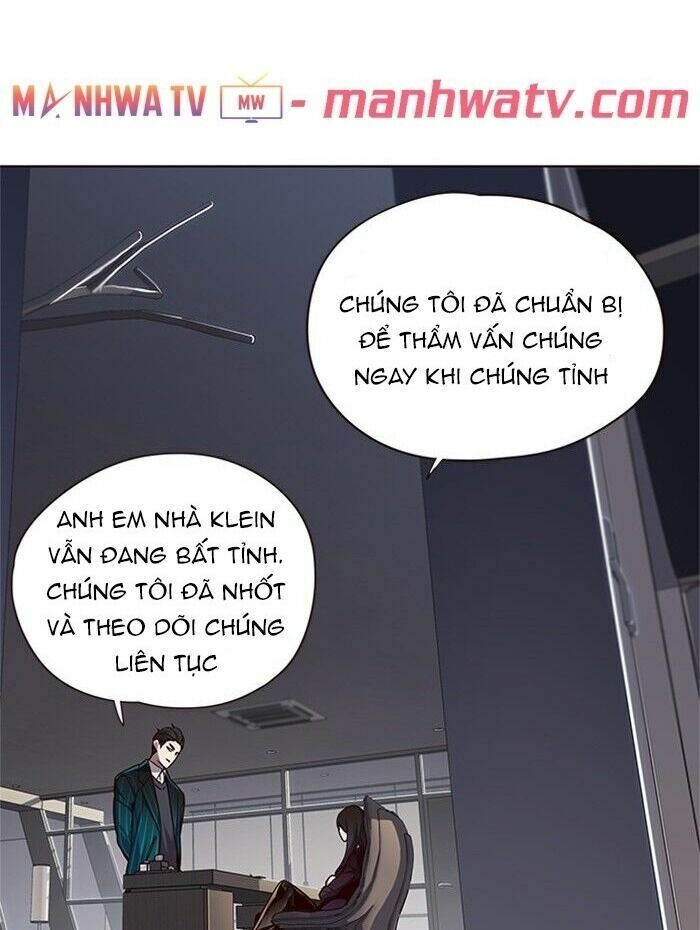 MANHWA TV MW - manhwatv.com
CHÚNG TÔI ĐÃ CHUẨN BỊ
ĐỂ THẨM VẤN CHÚNG
NGAY KHI CHÚNG TỈNH
ANH EM NHÀ KLEIN
VẪN ĐANG BẤT TỈNH.
CHÚNG TÔI ĐÃ NHỐT
VÀ THEO DÕI CHÚNG
LIÊN TỤC